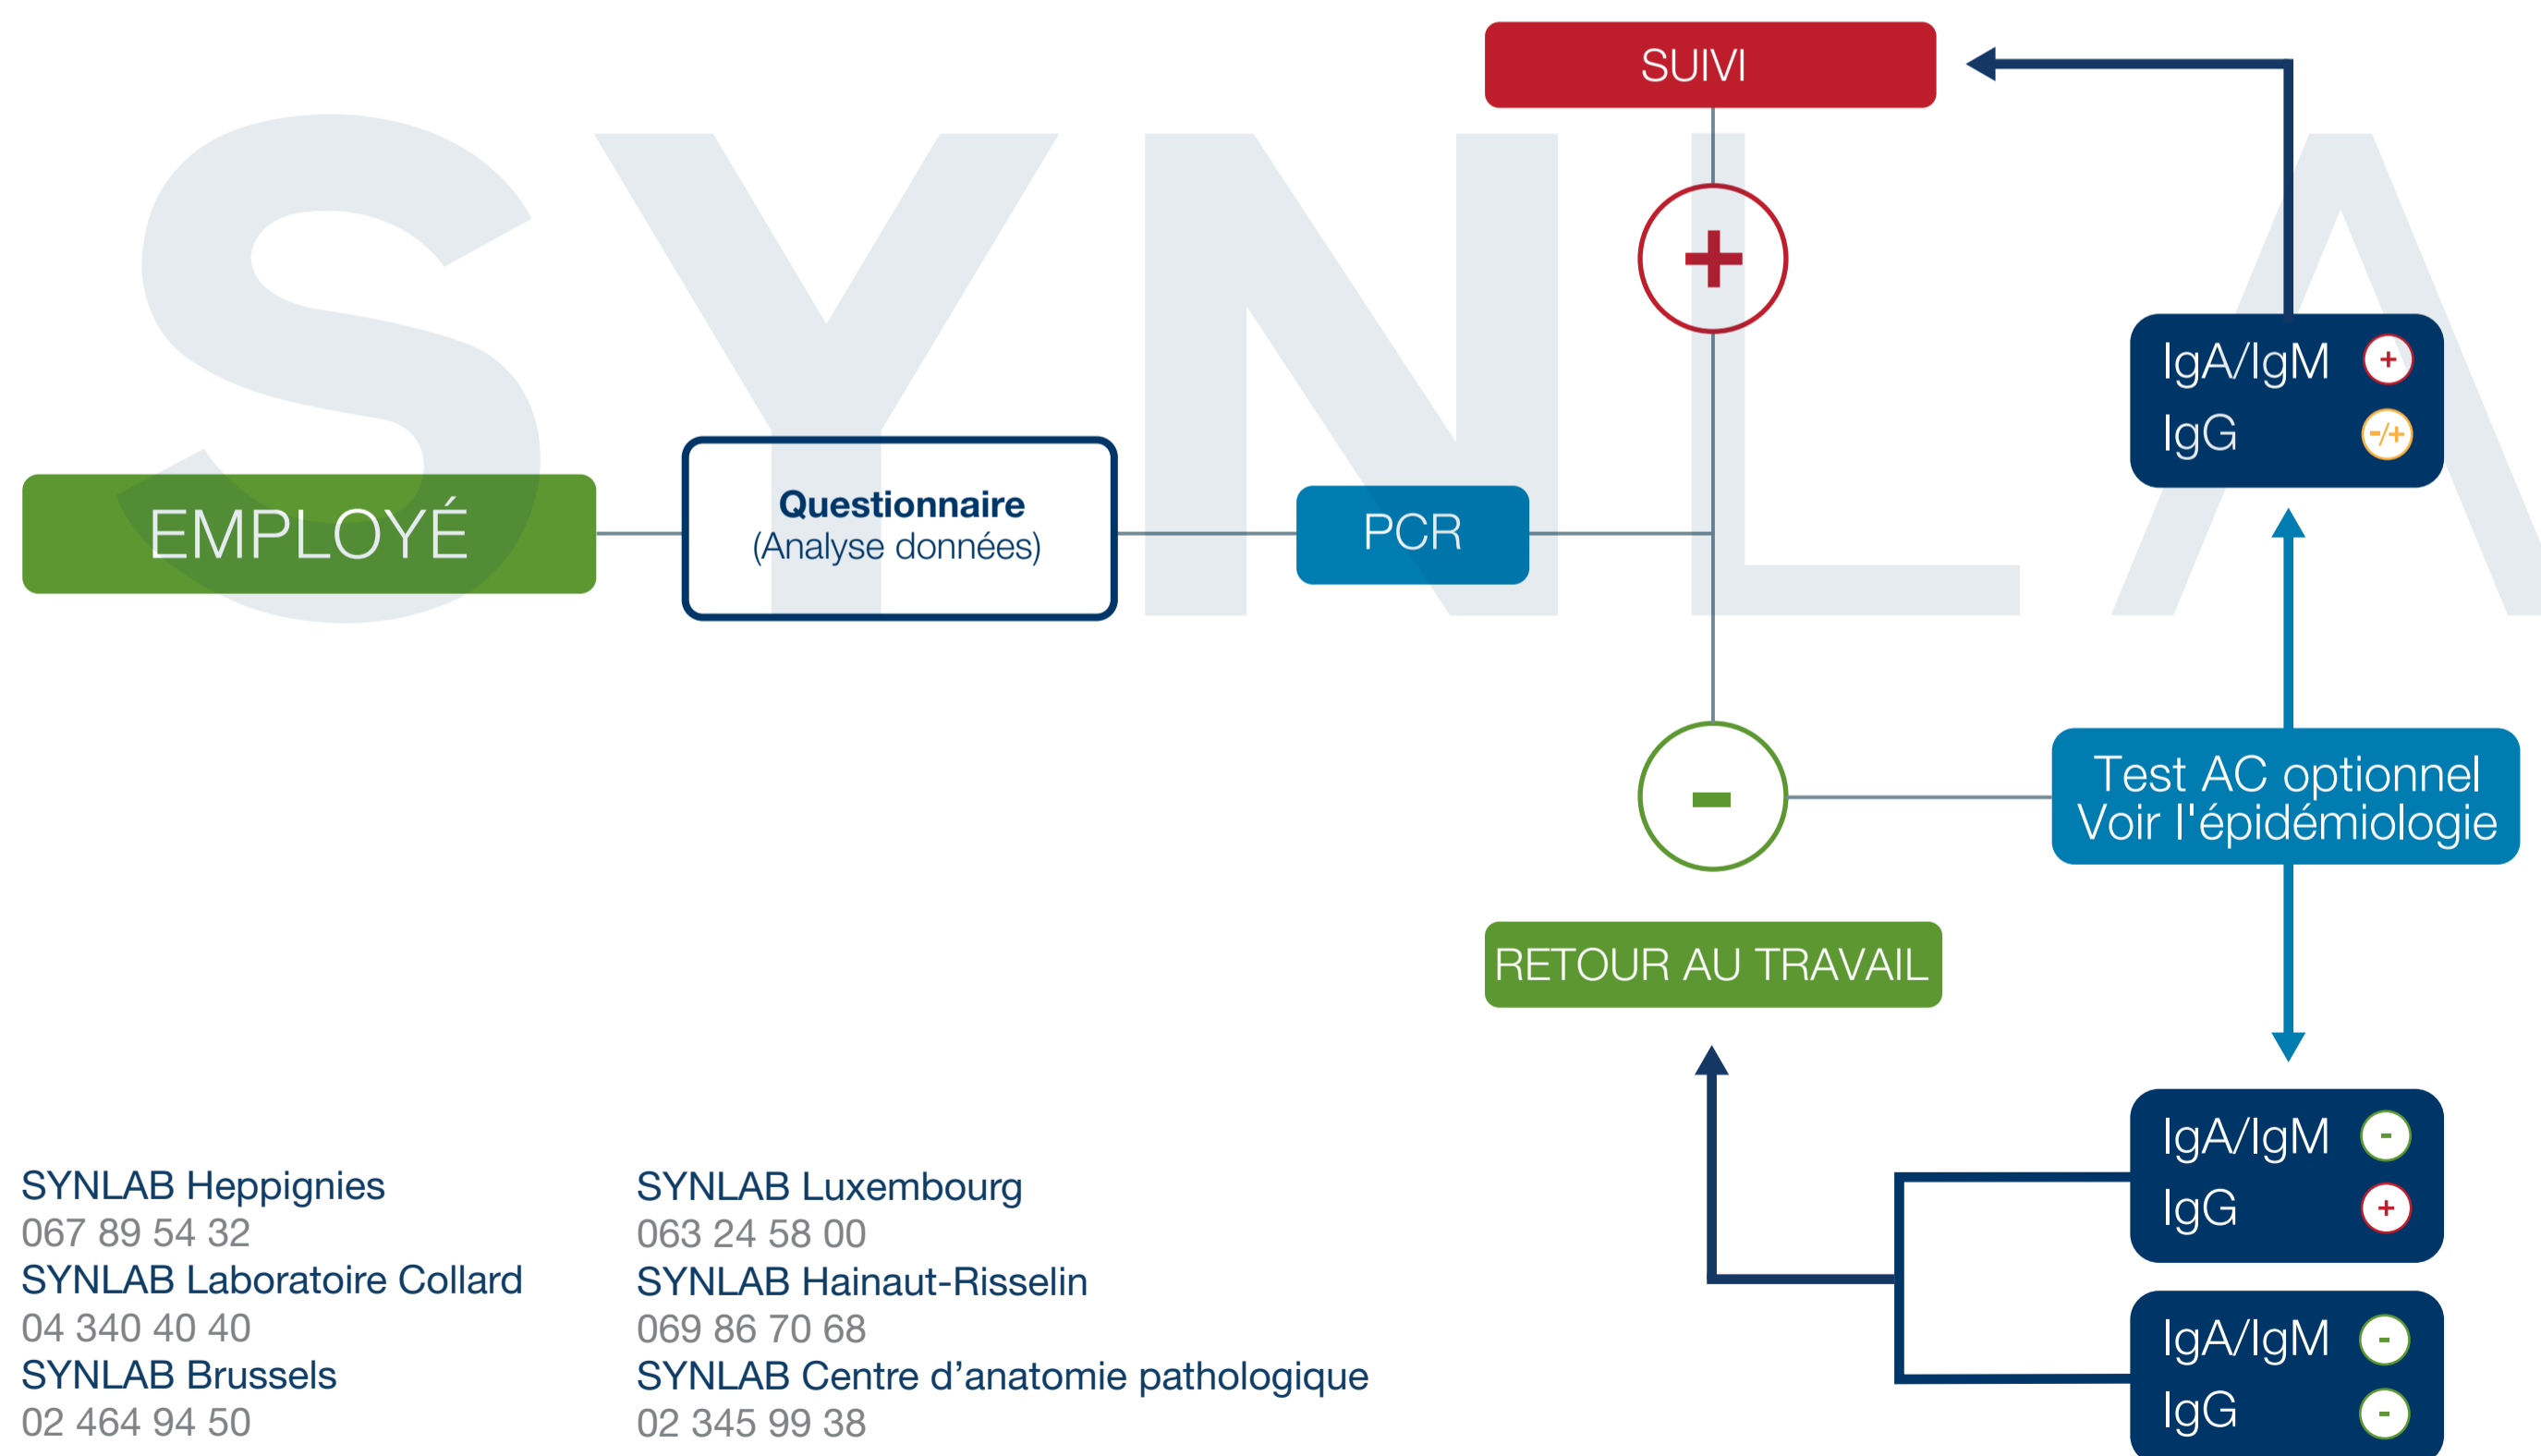 SYNLA
SUIVI
+
IgA/IgM +
IgG -/+
EMPLOYÉ
Questionnaire
(Analyse données)
PCR
-
Test AC optionnel
Voir l'épidémiologie
RETOUR AU TRAVAIL
IgA/IgM -
IgG +
IgA/IgM -
IgG -
SYNLAB Heppignies
067 89 54 32
SYNLAB Laboratoire Collard
04 340 40 40
SYNLAB Brussels
02 464 94 50
SYNLAB Luxembourg
063 24 58 00
SYNLAB Hainaut-Risselin
069 86 70 68
SYNLAB Centre d’anatomie pathologique
02 345 99 38